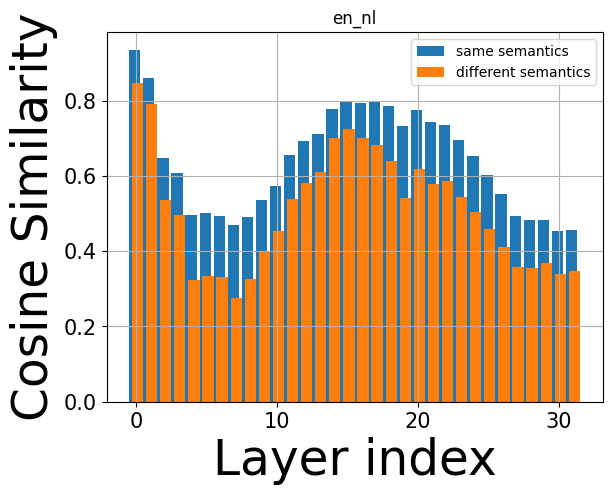 en_nl
same semantics
different semantics
Cosine Similarity
0.8
0.6
0.4
0.2
0.0
0 10 20 30
Layer index